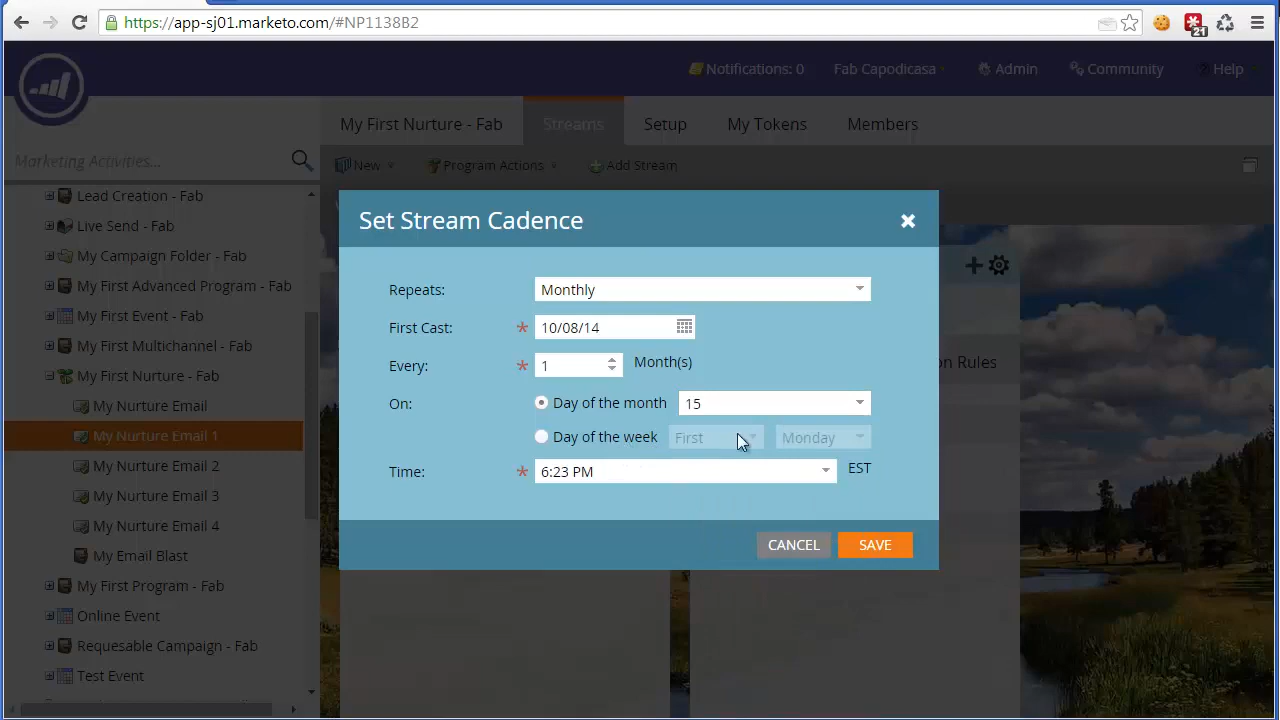 https://app-sj01.marketo.com/#NP1138B2
21
Notifications: 0 Fab Capodicasa Admin Community Help
My First Nurture - Fab Streams Setup My Tokens Members
Marketing Activities...
New Program Actions Add Stream
Lead Creation - Fab
Live Send - Fab
My Campaign Folder - Fab
My First Advanced Program - Fab
My First Event - Fab
My First Multichannel - Fab
My First Nurture - Fab
My Nurture Email
My Nurture Email 1
My Nurture Email 2
My Nurture Email 3
My Nurture Email 4
My Email Blast
My First Program - Fab
Online Event
Requesable Campaign - Fab
Test Event
Set Stream Cadence
Repeats: Monthly
First Cast: * 10/08/14
Every: * 1 Month(s)
on Rules
On: Day of the month 15
Day of the week First Monday
Time: * 6:23 PM EST
CANCEL SAVE